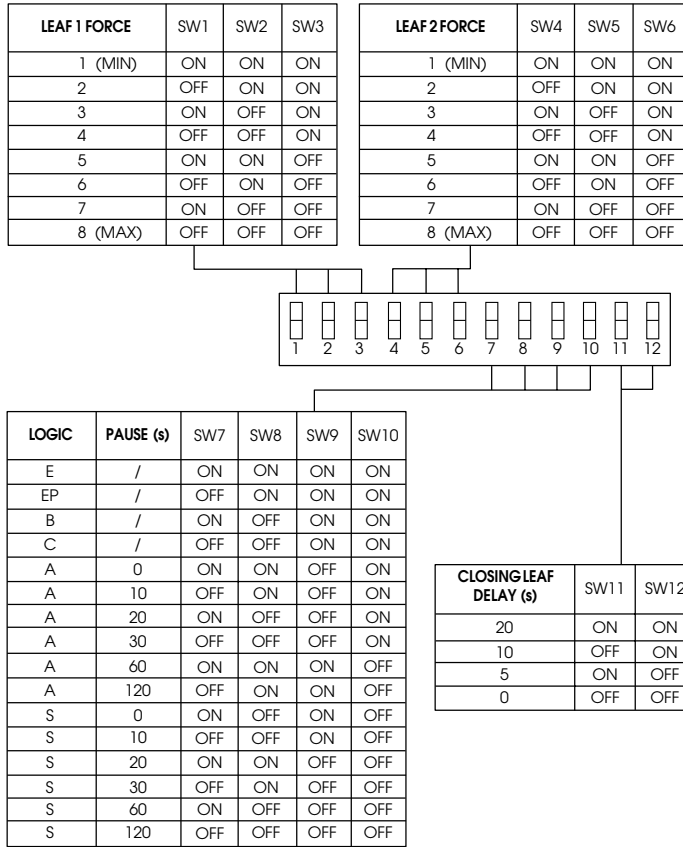 LEAF 1 FORCE SW1 SW2 SW3
1 (MIN) ON ON ON
2 OFF ON ON
3 ON OFF ON
4 OFF OFF ON
5 ON ON OFF
6 OFF ON OFF
7 ON OFF OFF
8 (MAX) OFF OFF OFF
LEAF 2 FORCE SW4 SW5 SW6
1 (MIN) ON ON ON
2 OFF ON ON
3 ON OFF ON
4 OFF OFF ON
5 ON ON OFF
6 OFF ON OFF
7 ON OFF OFF
8 (MAX) OFF OFF OFF
1 2 3 4 5 6 7 8 9 10 11 12
LOGIC PAUSE (s) SW7 SW8 SW9 SW10
E / ON ON ON ON
EP / OFF ON ON ON
B / ON OFF ON ON
C / OFF OFF ON ON
A 0 ON ON OFF ON
A 10 OFF ON OFF ON
A 20 ON OFF OFF ON
A 30 OFF OFF OFF ON
A 60 ON ON ON OFF
A 120 OFF ON ON OFF
S 0 ON OFF ON OFF
S 10 OFF OFF ON OFF
S 20 ON ON OFF OFF
S 30 OFF ON OFF OFF
S 60 ON OFF OFF OFF
S 120 OFF OFF OFF OFF
CLOSING LEAF
DELAY (s) SW11 SW12
20 ON ON
10 OFF ON
5 ON OFF
0 OFF OFF